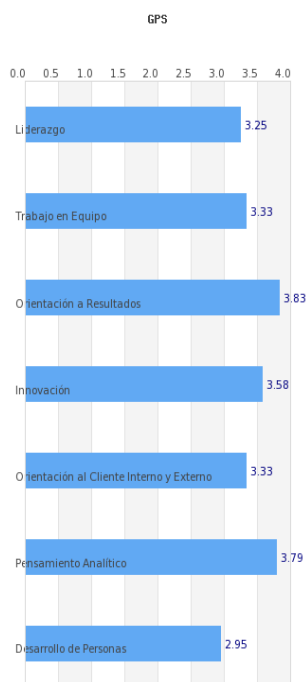 GPS
0.0 0.5 1.0 1.5 2.0 2.5 3.0 3.5 4.0
Liderazgo 3.25
Trabajo en Equipo 3.33
Orientación a Resultados 3.83
Innovación 3.58
Orientación al Cliente Interno y Externo 3.33
Pensamiento Analítico 3.79
Desarrollo de Personas 2.95